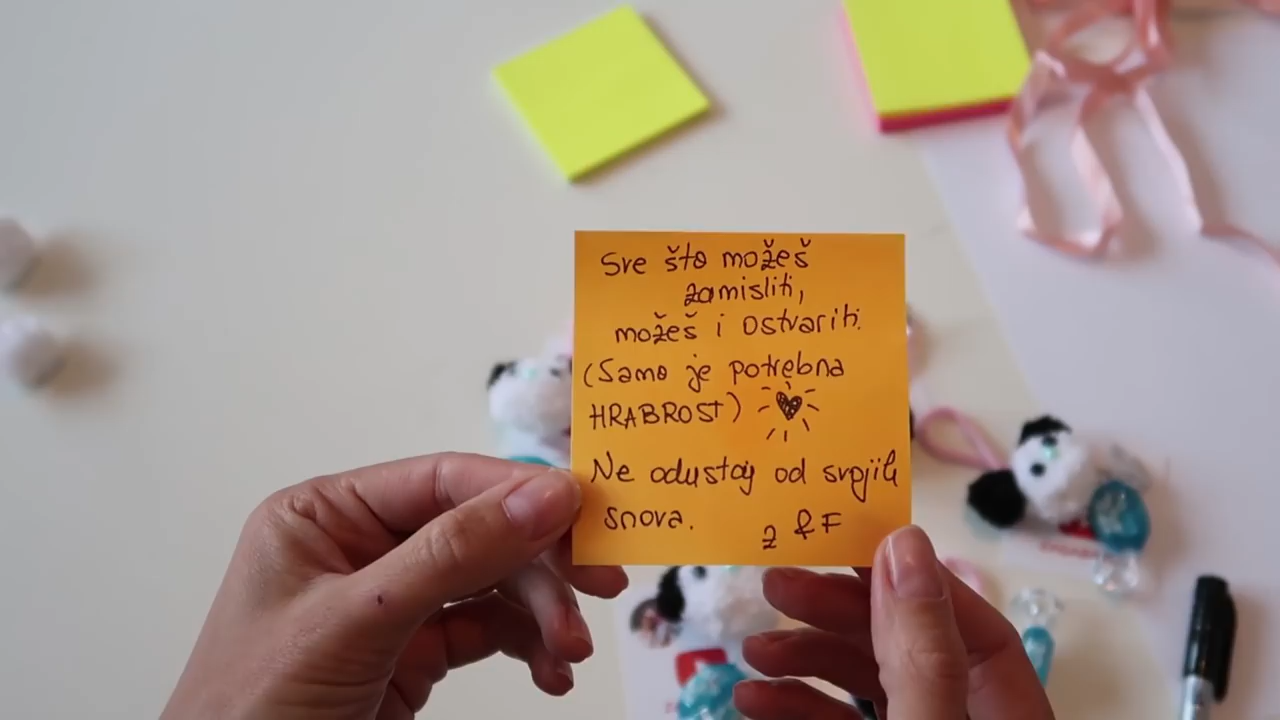 Sve što možeš
zamisliti,
možeš i ostvariti.
(Samo je potrebna
HRABROST)
Ne odustaj od svojih
snova.
z & F